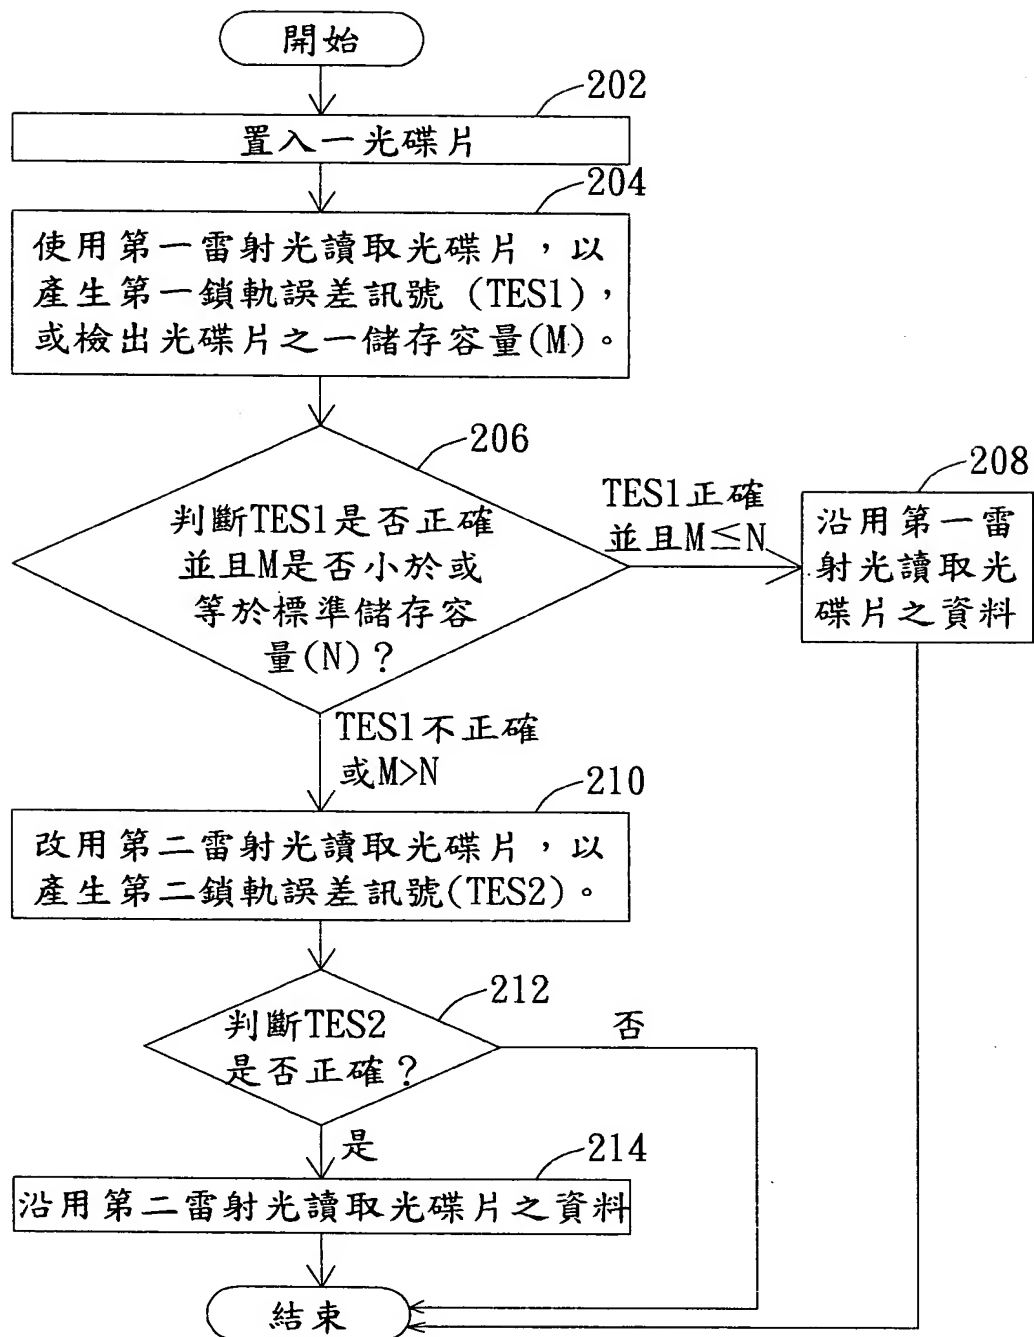 開始
202
置入一光碟片
204
使用第一雷射光讀取光碟片，以
產生第一鎖軌誤差訊號 (TES1)，
或檢出光碟片之一儲存容量(M)。
206
判斷TES1是否正確
並且M是否小於或
等於標準儲存容
量(N)？
TES1正確
並且M≦N
208
沿用第一雷
射光讀取光
碟片之資料
TES1不正確
或M>N
210
改用第二雷射光讀取光碟片，以
產生第二鎖軌誤差訊號(TES2)。
212
判斷TES2
是否正確？
否
是
214
沿用第二雷射光讀取光碟片之資料
結束